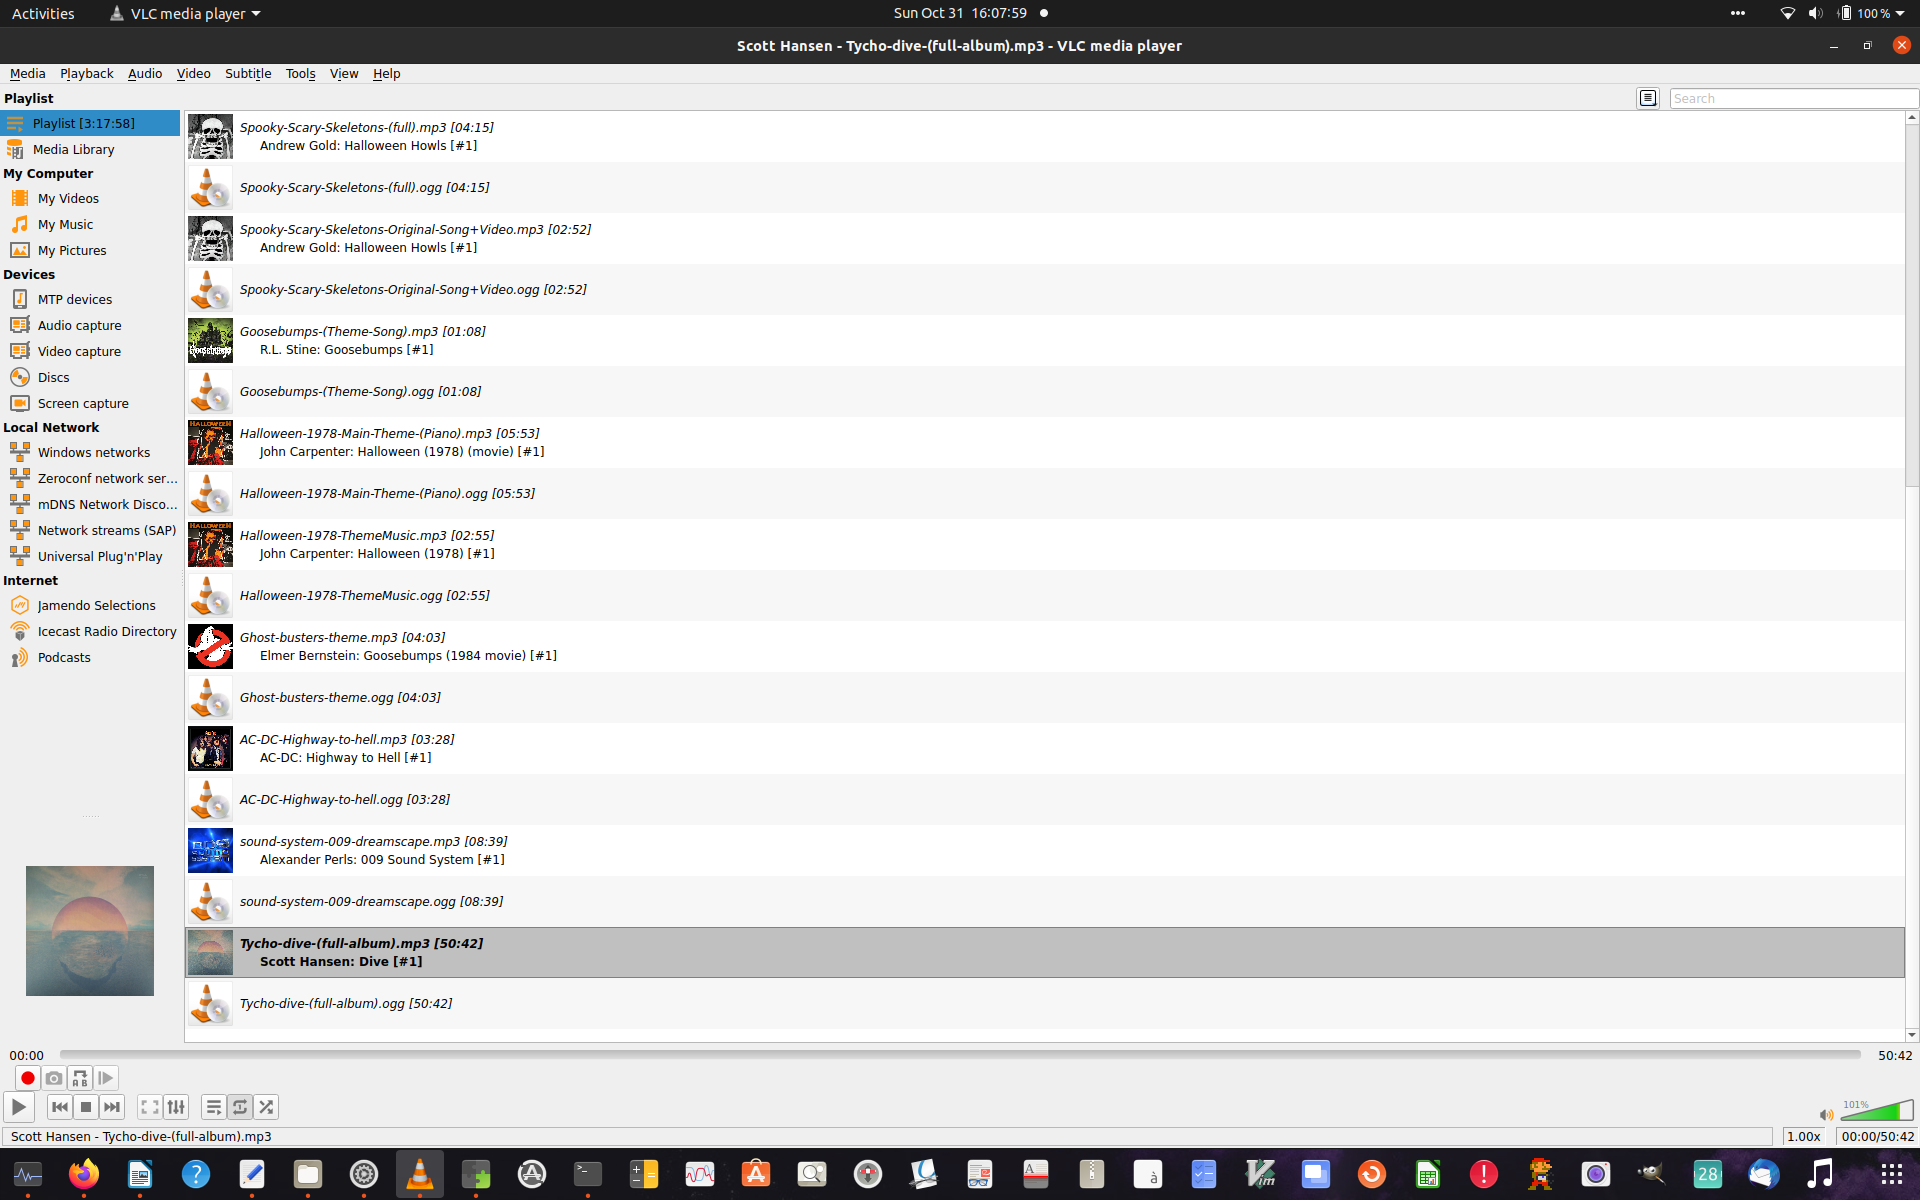 Activities
VLC media player
Sun Oct 31 16:07:59
100 %
Scott Hansen - Tycho-dive-(full-album).mp3 - VLC media player
Media Playback Audio Video Subtitle Tools View Help
Playlist
Search
Playlist [3:17:58]
Media Library
My Computer
My Videos
My Music
My Pictures
Devices
MTP devices
Audio capture
Video capture
Discs
Screen capture
Local Network
Windows networks
Zeroconf network ser...
mDNS Network Disco...
Network streams (SAP)
Universal Plug'n'Play
Internet
Jamendo Selections
Icecast Radio Directory
Podcasts
Spooky-Scary-Skeletons-(full).mp3 [04:15]
Andrew Gold: Halloween Howls [#1]
Spooky-Scary-Skeletons-(full).ogg [04:15]
Spooky-Scary-Skeletons-Original-Song+Video.mp3 [02:52]
Andrew Gold: Halloween Howls [#1]
Spooky-Scary-Skeletons-Original-Song+Video.ogg [02:52]
Goosebumps-(Theme-Song).mp3 [01:08]
R.L. Stine: Goosebumps [#1]
Goosebumps-(Theme-Song).ogg [01:08]
Halloween-1978-Main-Theme-(Piano).mp3 [05:53]
John Carpenter: Halloween (1978) (movie) [#1]
Halloween-1978-Main-Theme-(Piano).ogg [05:53]
Halloween-1978-ThemeMusic.mp3 [02:55]
John Carpenter: Halloween (1978) [#1]
Halloween-1978-ThemeMusic.ogg [02:55]
Ghost-busters-theme.mp3 [04:03]
Elmer Bernstein: Goosebumps (1984 movie) [#1]
Ghost-busters-theme.ogg [04:03]
AC-DC-Highway-to-hell.mp3 [03:28]
AC-DC: Highway to Hell [#1]
AC-DC-Highway-to-hell.ogg [03:28]
sound-system-009-dreamscape.mp3 [08:39]
Alexander Perls: 009 Sound System [#1]
sound-system-009-dreamscape.ogg [08:39]
Tycho-dive-(full-album).mp3 [50:42]
Scott Hansen: Dive [#1]
Tycho-dive-(full-album).ogg [50:42]
00:00
50:42
A B
101%
Scott Hansen - Tycho-dive-(full-album).mp3
1.00x
00:00/50:42
28